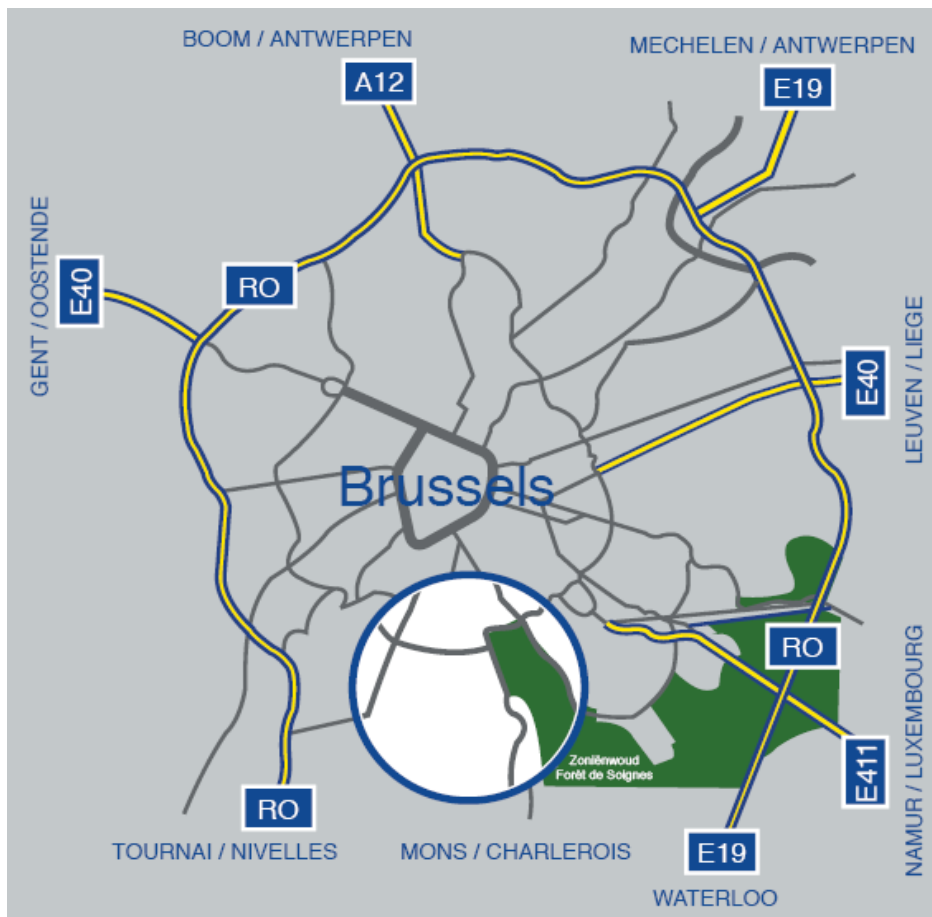 BOOM / ANTWERPEN
MECHELEN / ANTWERPEN
A12
E19
GENT / OOSTENDE
E40
RO
LEUVEN / LIEGE
E40
Brussels
RO
NAMUR / LUXEMBOURG
E411
Zoniënwoud
Forêt de Soignes
RO
TOURNAI / NIVELLES
MONS / CHARLEROIS
E19
WATERLOO